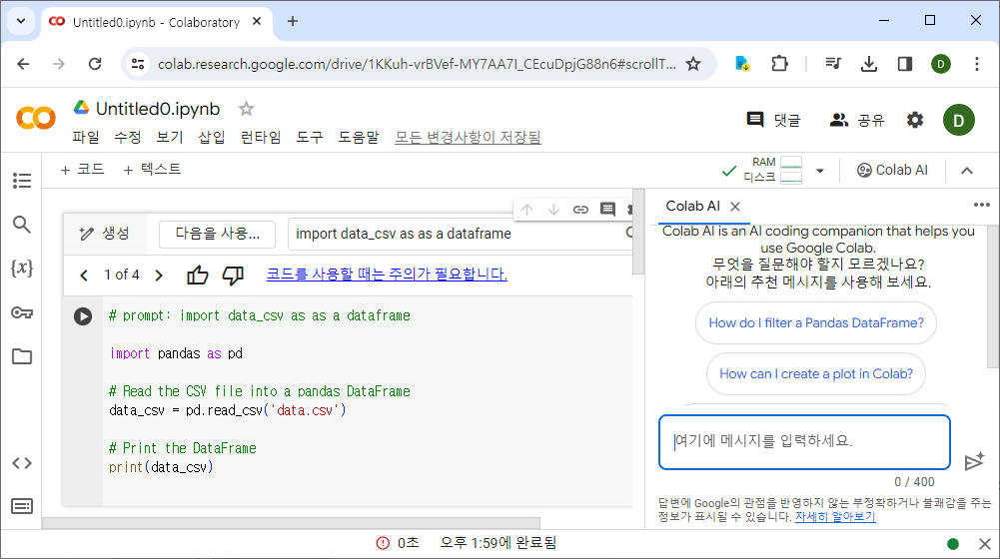 Untitled0.ipynb - Colaboratory
colab.research.google.com/drive/1KKuh-vrBVef-MY7AA7I_CEcuDpjG88n6#scrollT...
D
Untitled0.ipynb
파일 수정 보기 삽입 런타임 도구 도움말 모든 변경사항이 저장됨
댓글 공유 D
+ 코드 + 텍스트
RAM
디스크
Colab AI
생성 다음을 사용... import data_csv as as a dataframe
1 of 4 코드를 사용할 때는 주의가 필요합니다.
# prompt: import data_csv as as a dataframe
import pandas as pd
# Read the CSV file into a pandas DataFrame
data_csv = pd.read_csv('data.csv')
# Print the DataFrame
print(data_csv)
Colab AI
Colab AI is an AI coding companion that helps you
use Google Colab.
무엇을 질문해야 할지 모르겠나요?
아래의 추천 메시지를 사용해 보세요.
How do I filter a Pandas DataFrame?
How can I create a plot in Colab?
여기에 메시지를 입력하세요.
0 / 400
답변에 Google의 관점을 반영하지 않는 부정확하거나 불쾌감을 주는
정보가 표시될 수 있습니다. 자세히 알아보기
0초 오후 1:59에 완료됨